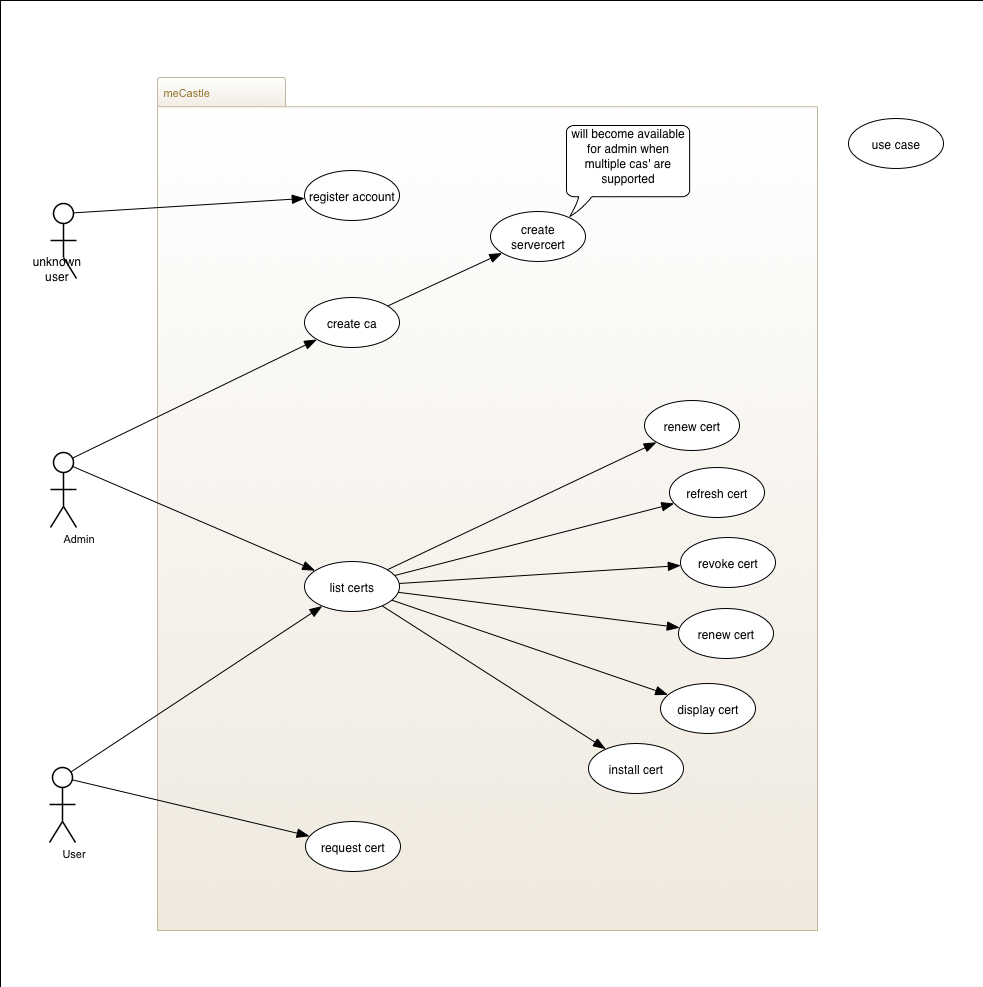 meCastle
will become available
for admin when
multiple cas' are
supported
use case
register account
unknown
user
create
servercert
create ca
renew cert
refresh cert
Admin
revoke cert
list certs
renew cert
display cert
install cert
User
request cert